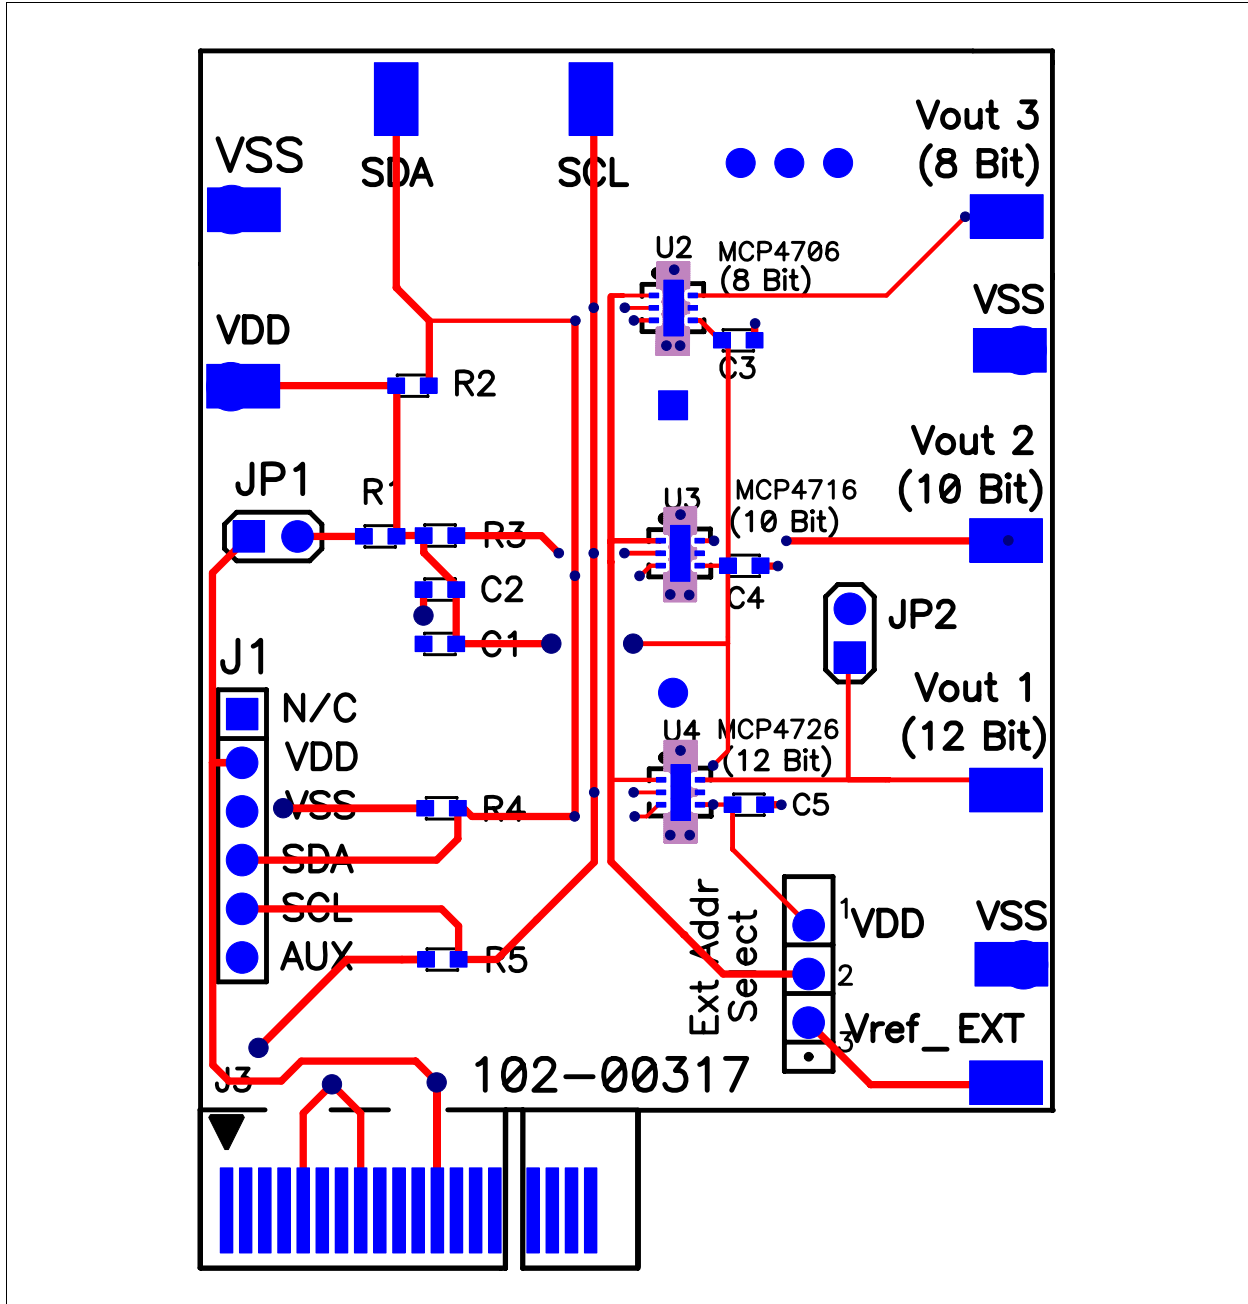 Vout 3
(8 Bit)
VSS
SDA
SCL
U2
MCP4706
(8 Bit)
VSS
VDD
C3
R2
Vout 2
(10 Bit)
JP1
R1
U3
MCP4716
(10 Bit)
R3
C2
C4
JP2
C1
J1
Vout 1
(12 Bit)
N/C
U4
MCP4726
(12 Bit)
VDD
VSS
R4
C5
SDA
SCL
Ext Addr
Select
1
VDD
VSS
AUX
R5
2
3
Vref_EXT
J3
102-00317